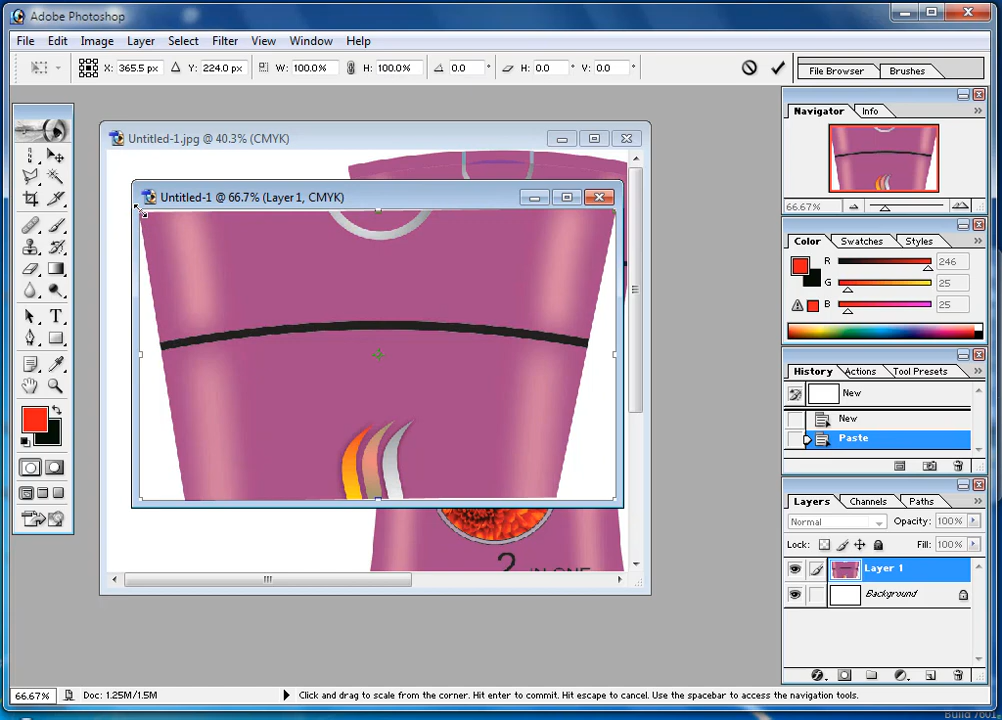 Adobe Photoshop
File Edit Image Layer Select Filter View Window Help
X: 365.5 px Y: 224.0 px W: 100.0% H: 100.0% 0.0 ° H: 0.0 ° V: 0.0 °
File Browser Brushes
Navigator Info
66.67%
Untitled-1.jpg @ 40.3% (CMYK)
Untitled-1 @ 66.7% (Layer 1, CMYK)
2 IN ONE
Color Swatches Styles
R 246
G 25
B 25
History Actions Tool Presets
New
New
Paste
Layers Channels Paths
Normal Opacity: 100%
Lock: Fill: 100%
Layer 1
Background
T
66.67% Doc: 1.25M/1.5M Click and drag to scale from the corner. Hit enter to commit. Hit escape to cancel. Use the spacebar to access the navigation tools.
Build 7601